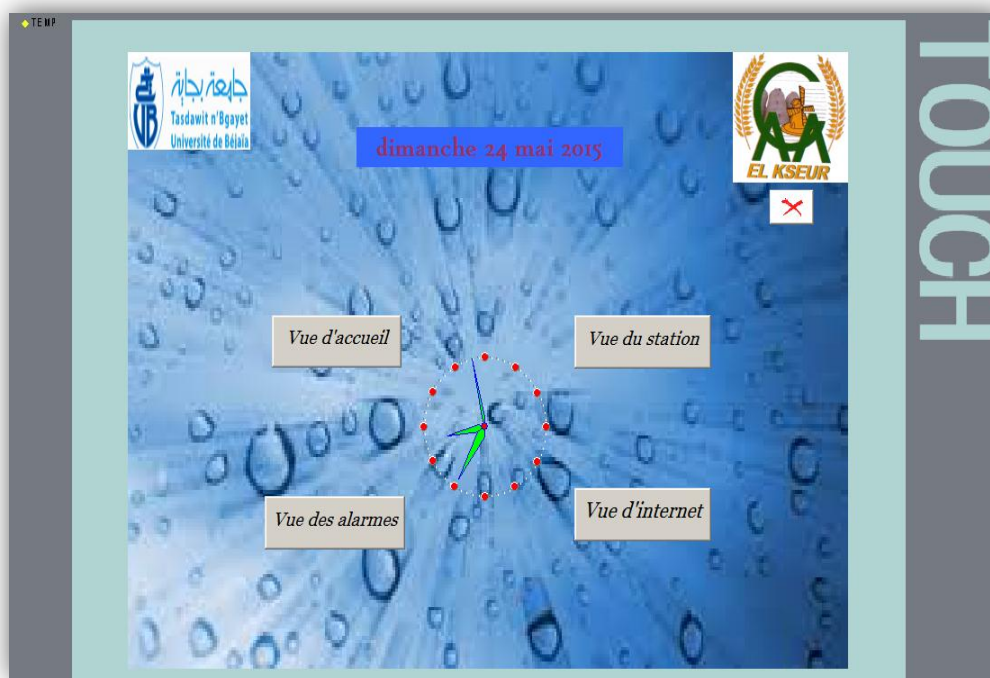 TEMP
TOUCH
جامعة بجاية
Tasdawit n'Bgayet
Université de Béjaïa
dimanche 24 mai 2015
EL KSEUR
Vue d'accueil
Vue du station
Vue des alarmes
Vue d'internet